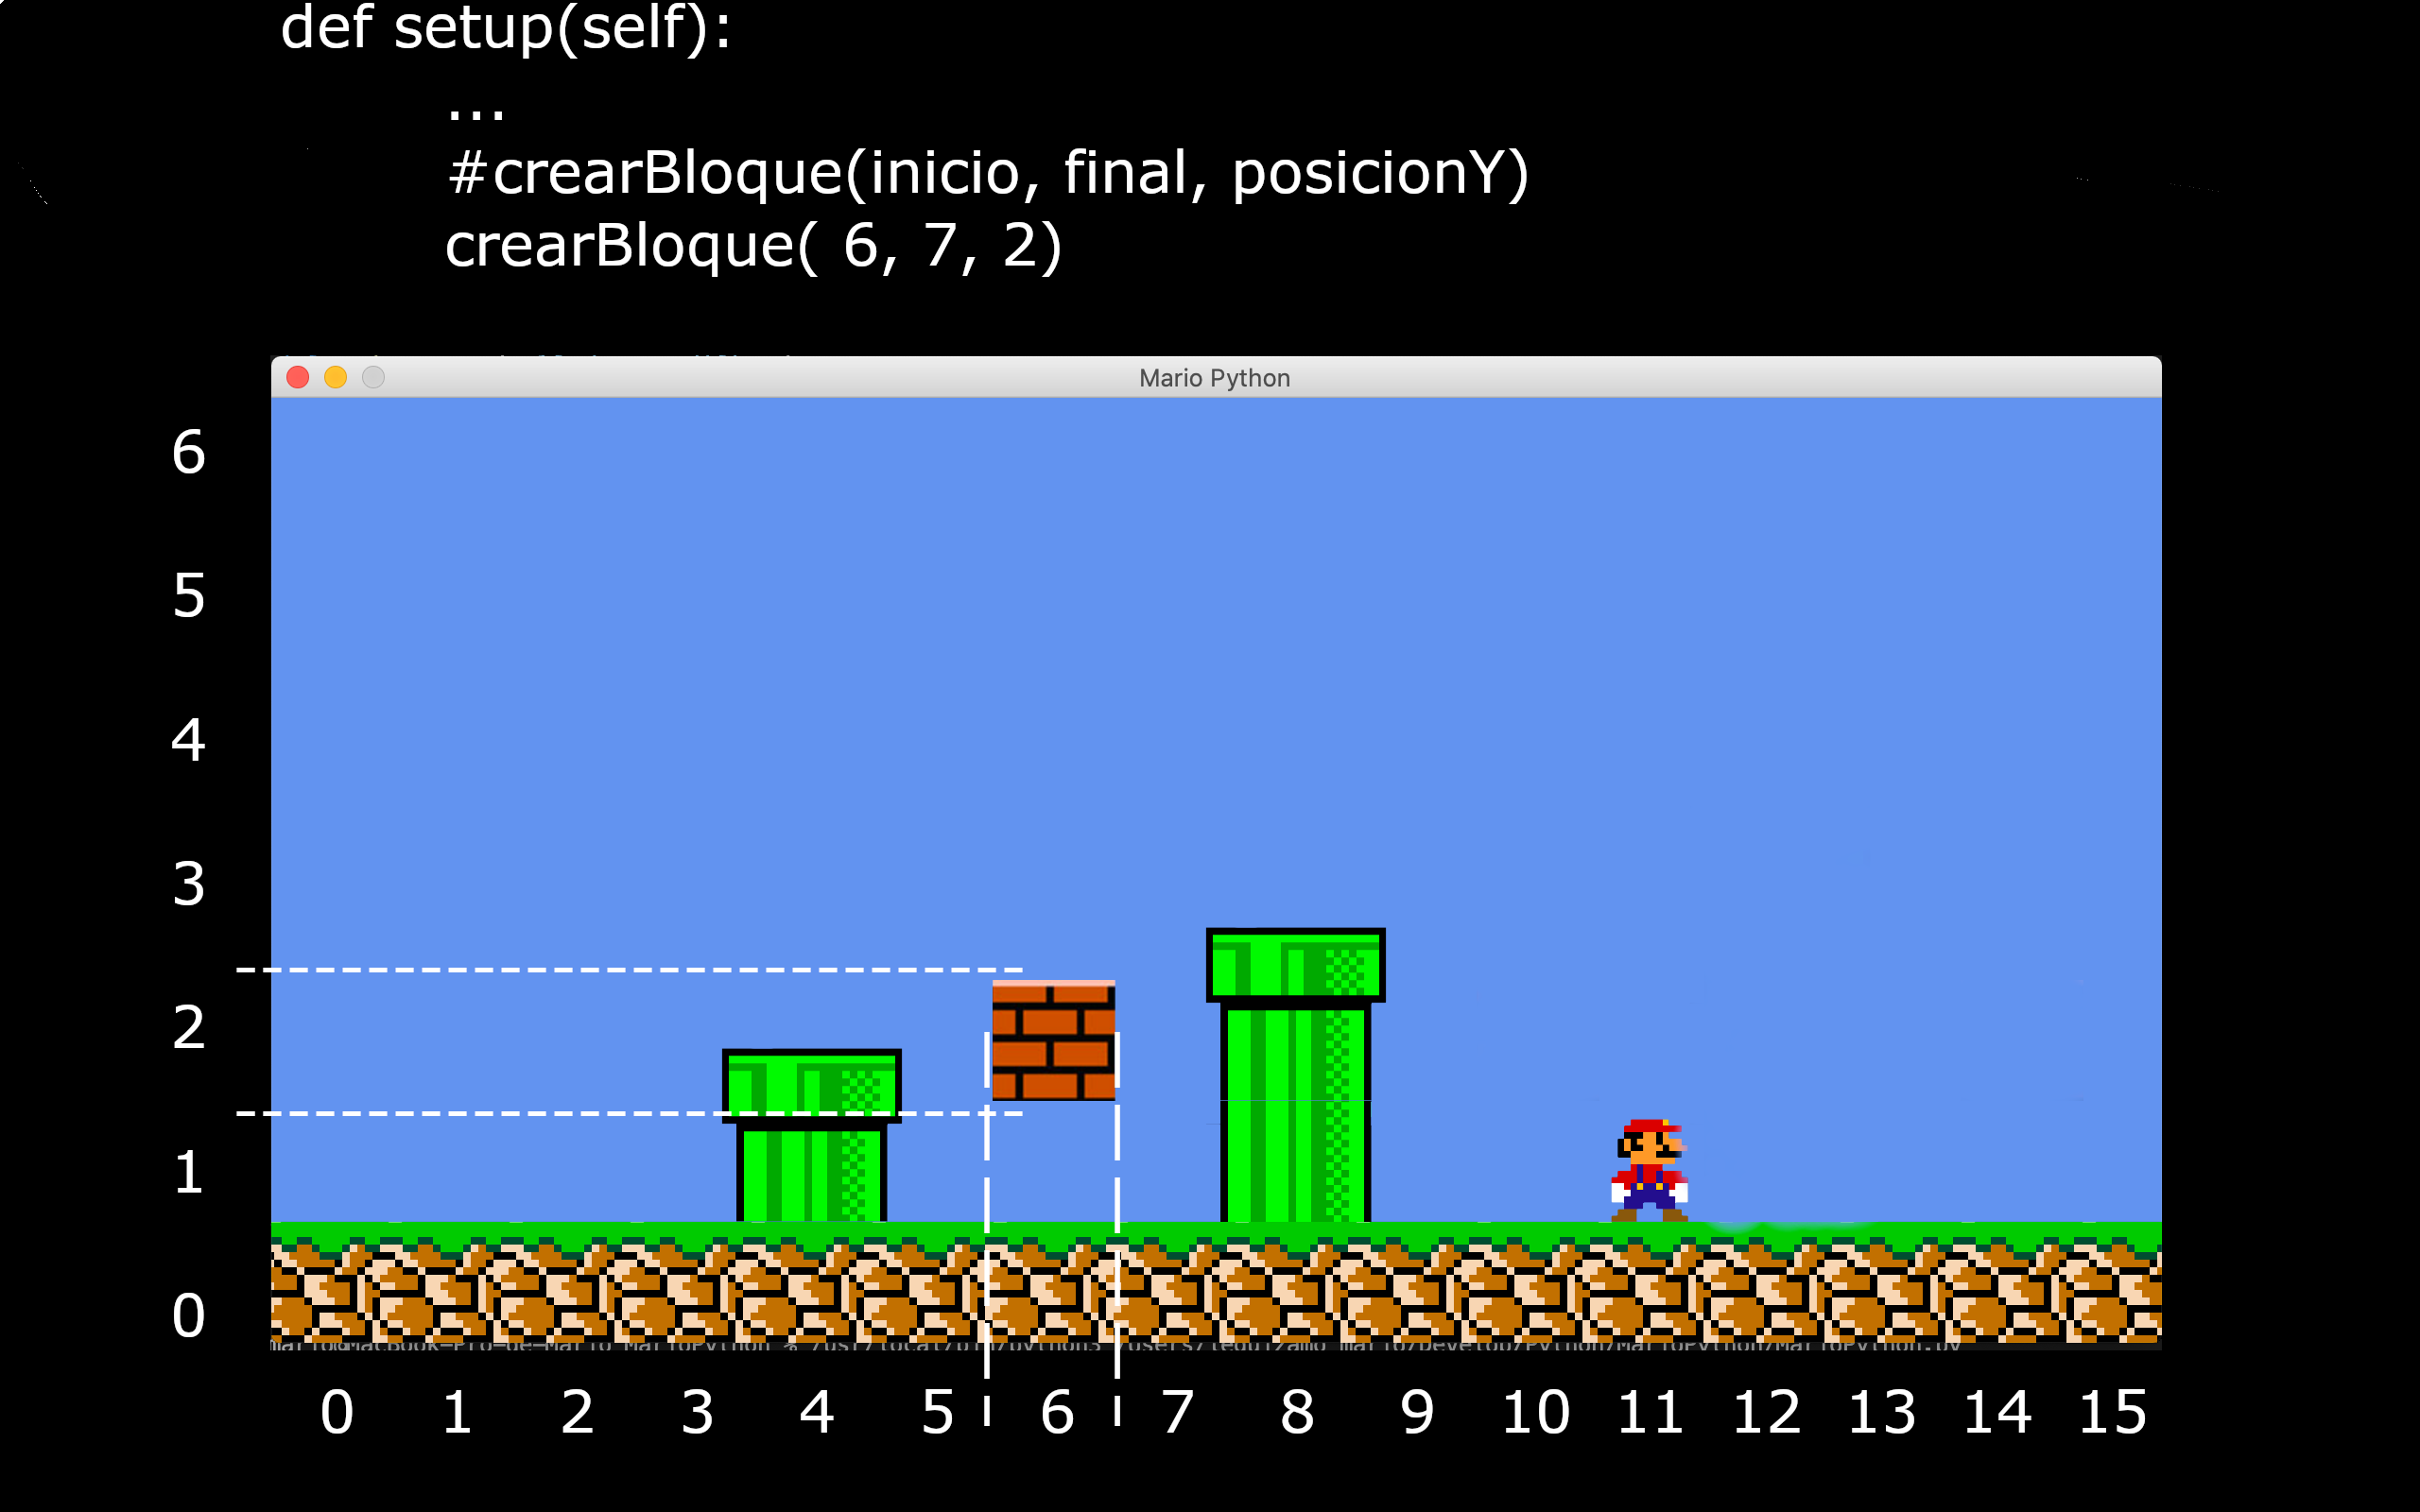 def setup(self):
...
#crearBloque(inicio, final, posicionY)
crearBloque( 6, 7, 2)
Mario Python
6
5
4
3
2
1
0
0 1 2 3 4 5 6 7 8 9 10 11 12 13 14 15